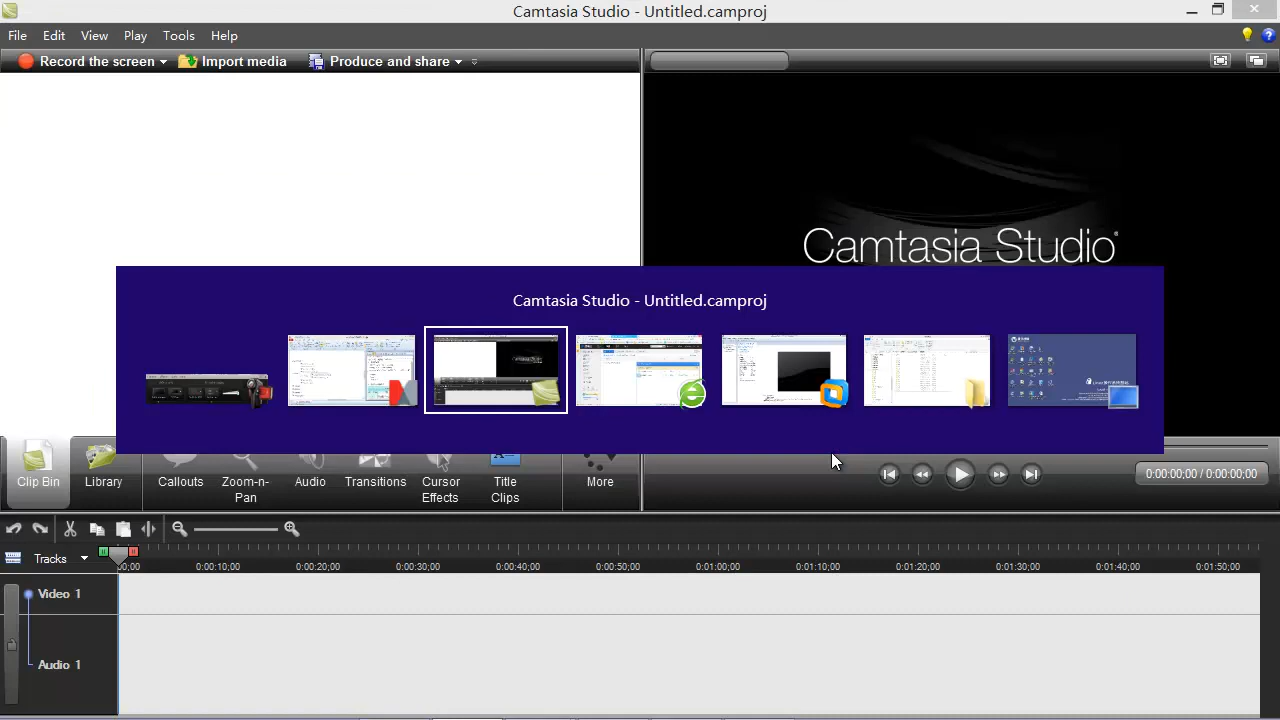 Camtasia Studio - Untitled.camproj
File Edit View Play Tools Help
Record the screen Import media Produce and share
Camtasia Studio
Camtasia Studio - Untitled.camproj
Clip Bin Library Callouts Zoom-n-Pan Audio Transitions Cursor Effects Title Clips More
0:00:00;00 / 0:00:00;00
Tracks
00;00 0:00:10;00 0:00:20;00 0:00:30;00 0:00:40;00 0:00:50;00 0:01:00;00 0:01:10;00 0:01:20;00 0:01:30;00 0:01:40;00 0:01:50;00
Video 1
Audio 1